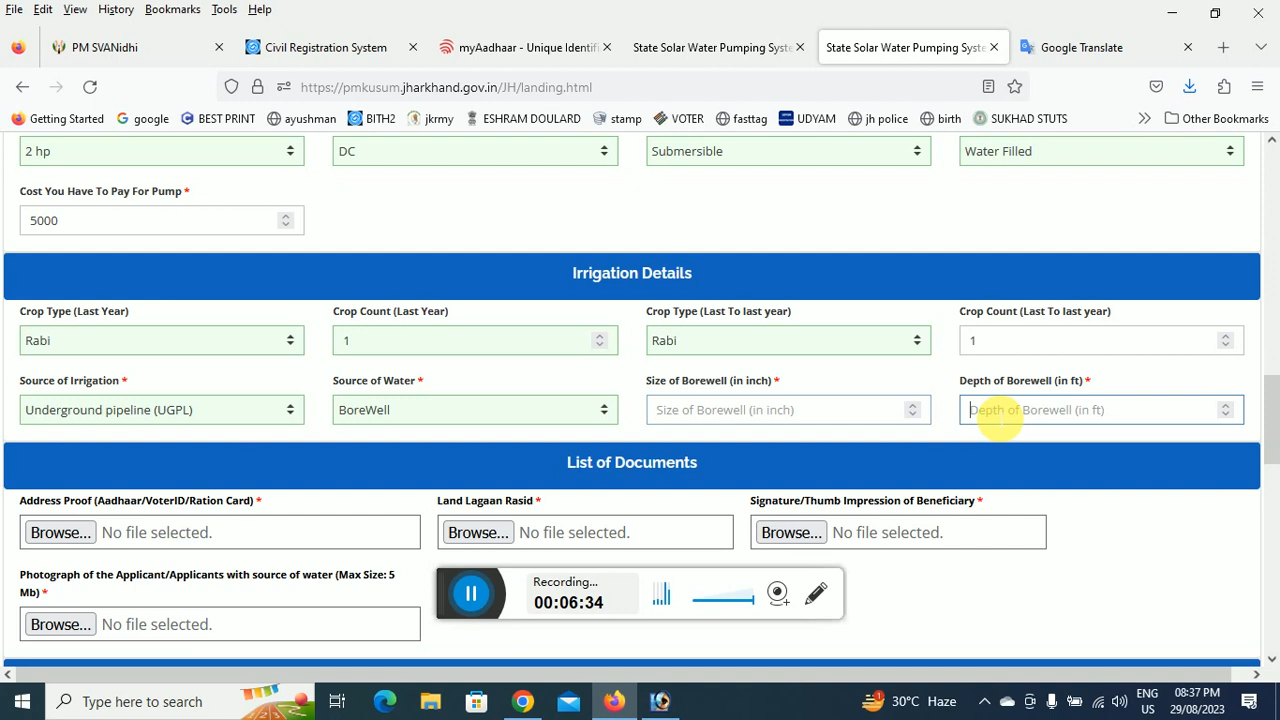 File Edit View History Bookmarks Tools Help
PM SVANidhi
Civil Registration System
myAadhaar - Unique Identifi
State Solar Water Pumping Syste
State Solar Water Pumping Syste
Google Translate
https://pmkusum.jharkhand.gov.in/JH/landing.html
Getting Started google BEST PRINT ayushman BITH2 jkrmy ESHRAM DOULARD stamp VOTER fasttag UDYAM jh police birth SUKHAD STUTS Other Bookmarks
2 hp DC Submersible Water Filled
Cost You Have To Pay For Pump *
5000
Irrigation Details
Crop Type (Last Year) Crop Count (Last Year) Crop Type (Last To last year) Crop Count (Last To last year)
Rabi 1 Rabi 1
Source of Irrigation * Source of Water * Size of Borewell (in inch) * Depth of Borewell (in ft) *
Underground pipeline (UGPL) BoreWell Size of Borewell (in inch) Depth of Borewell (in ft)
List of Documents
Address Proof (Aadhaar/VoterID/Ration Card) * Land Lagaan Rasid * Signature/Thumb Impression of Beneficiary *
Browse... No file selected. Browse... No file selected. Browse... No file selected.
Photograph of the Applicant/Applicants with source of water (Max Size: 5
Mb) *
Browse... No file selected.
Recording...
00:06:34
Type here to search
1
30°C Haze
ENG
US
08:37 PM
29/08/2023